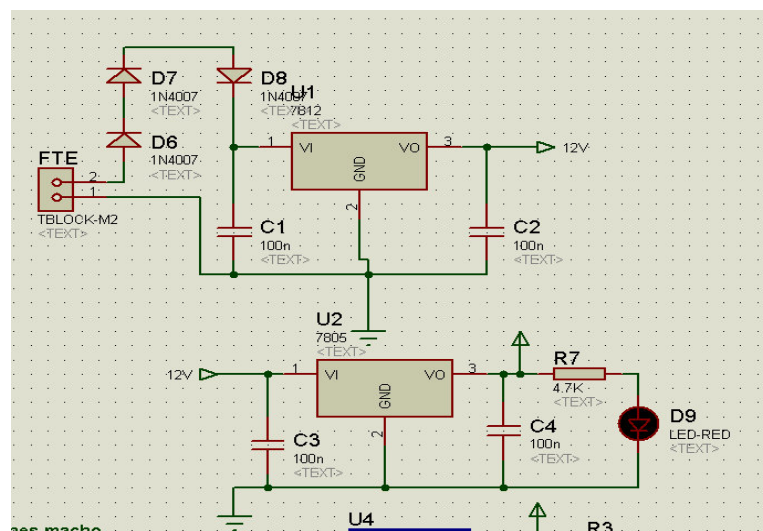 D7
1N4007
<TEXT>
D8
1N4007
<TEXT>
U1
7812
<TEXT>
D6
1N4007
<TEXT>
1
VI
VO
3
GND
2
12V
FTE
2
1
TBLOCK-M2
<TEXT>
C1
100n
<TEXT>
C2
100n
<TEXT>
U2
7805
<TEXT>
12V
1
VI
VO
3
GND
2
R7
4.7K
<TEXT>
C3
100n
<TEXT>
C4
100n
<TEXT>
D9
LED-RED
<TEXT>
macho
U4
R3